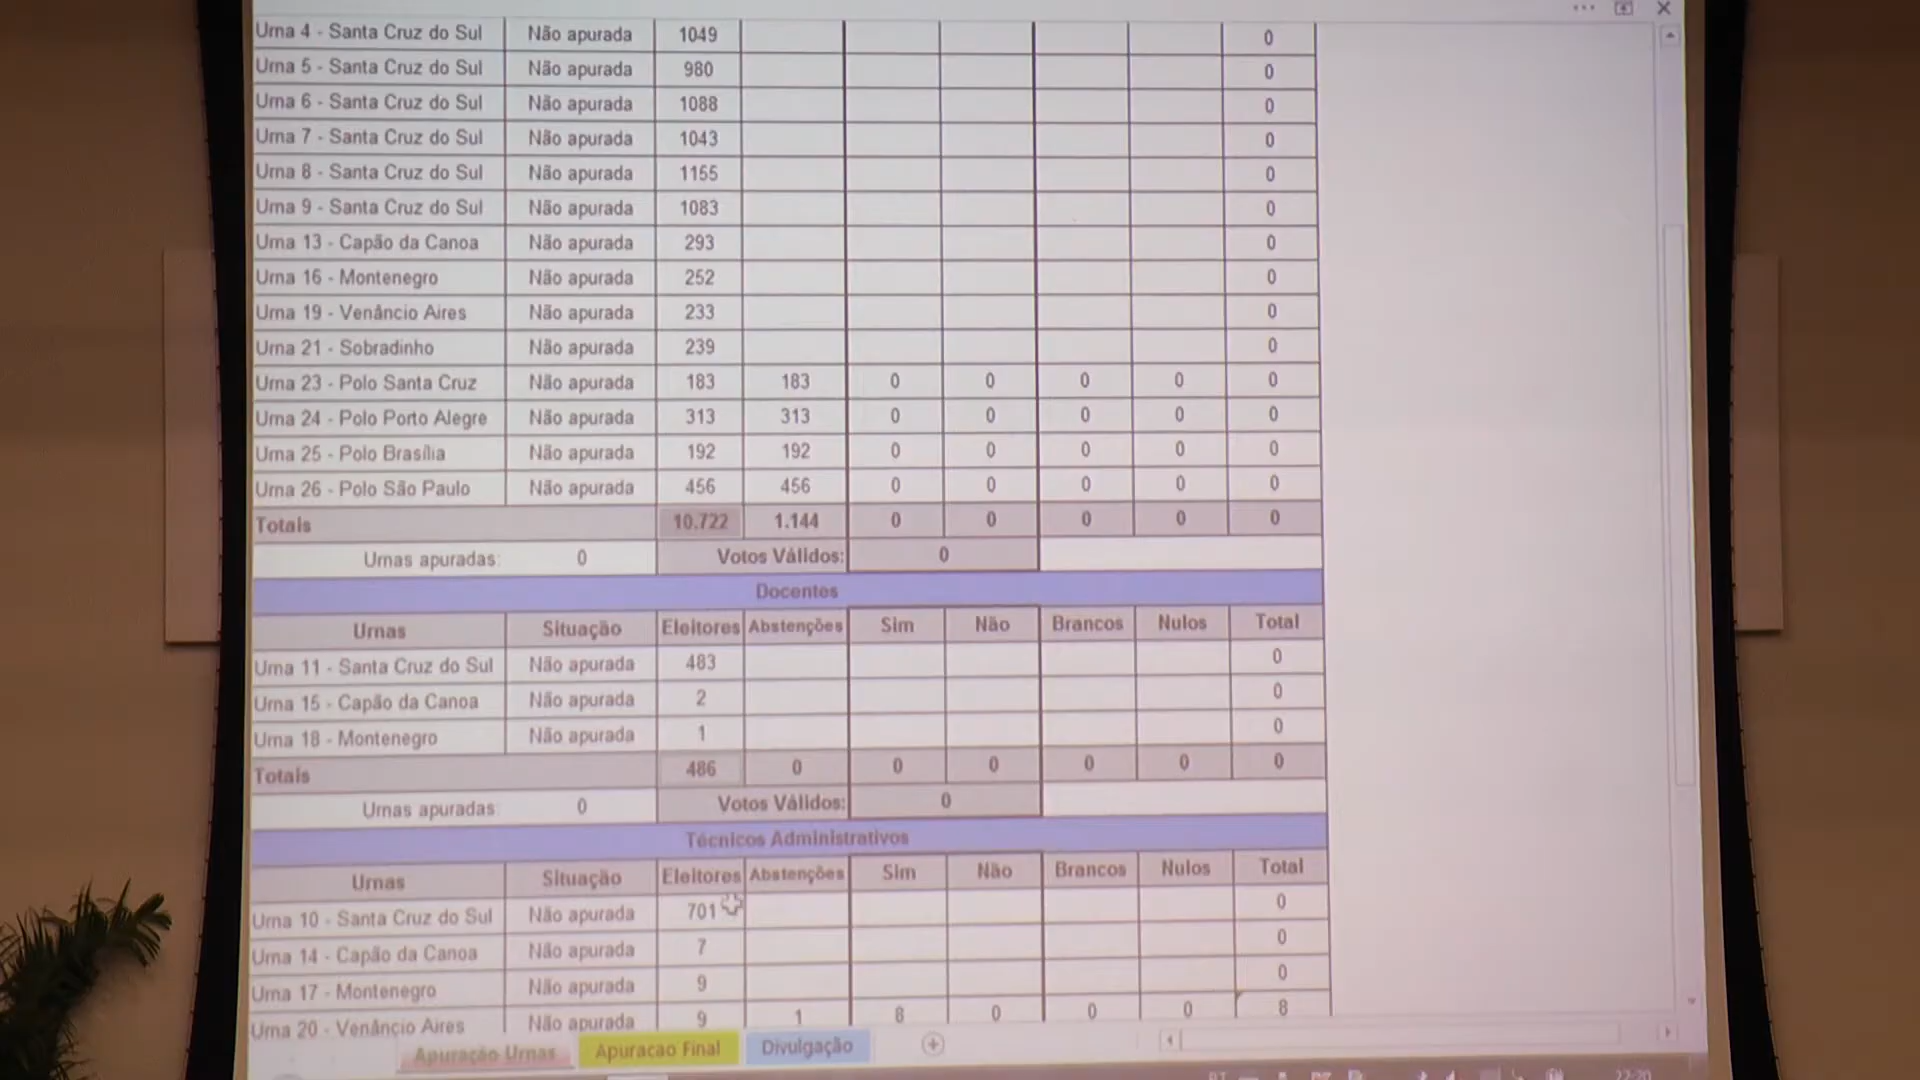 Urna 4 - Santa Cruz do Sul Não apurada 1049 0
Urna 5 - Santa Cruz do Sul Não apurada 980 0
Urna 6 - Santa Cruz do Sul Não apurada 1088 0
Urna 7 - Santa Cruz do Sul Não apurada 1043 0
Urna 8 - Santa Cruz do Sul Não apurada 1155 0
Urna 9 - Santa Cruz do Sul Não apurada 1083 0
Urna 13 - Capão da Canoa Não apurada 293 0
Urna 16 - Montenegro Não apurada 252 0
Urna 19 - Venâncio Aires Não apurada 233 0
Urna 21 - Sobradinho Não apurada 239 0
Urna 23 - Polo Santa Cruz Não apurada 183 183 0 0 0 0 0
Urna 24 - Polo Porto Alegre Não apurada 313 313 0 0 0 0 0
Urna 25 - Polo Brasília Não apurada 192 192 0 0 0 0 0
Urna 26 - Polo São Paulo Não apurada 456 456 0 0 0 0 0
Totais 10.722 1.144 0 0 0 0 0
Urnas apuradas: 0 Votos Válidos: 0
Docentes
Urnas Situação Eleitores Abstenções Sim Não Brancos Nulos Total
Urna 11 - Santa Cruz do Sul Não apurada 483 0
Urna 15 - Capão da Canoa Não apurada 2 0
Urna 18 - Montenegro Não apurada 1 0
Totais 486 0 0 0 0 0 0
Urnas apuradas: 0 Votos Válidos: 0
Técnicos Administrativos
Urnas Situação Eleitores Abstenções Sim Não Brancos Nulos Total
Urna 10 - Santa Cruz do Sul Não apurada 701 0
Urna 14 - Capão da Canoa Não apurada 7 0
Urna 17 - Montenegro Não apurada 9 0
Urna 20 - Venâncio Aires Não apurada 9 1 8 0 0 0 8
Apuração Urnas Apuracao Final Divulgação
22:20